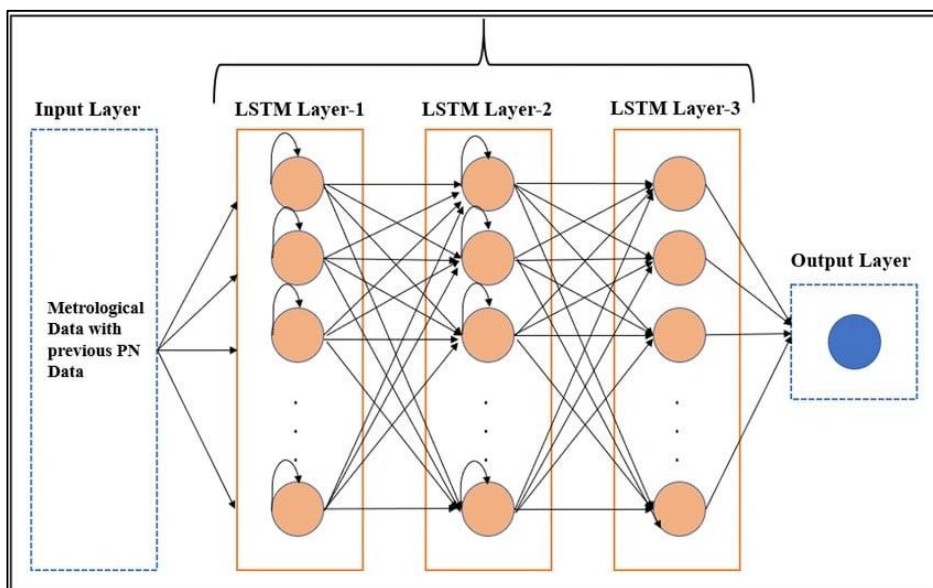 Input Layer
LSTM Layer-1
LSTM Layer-2
LSTM Layer-3
Metrological
Data with
previous PN
Data
Output Layer